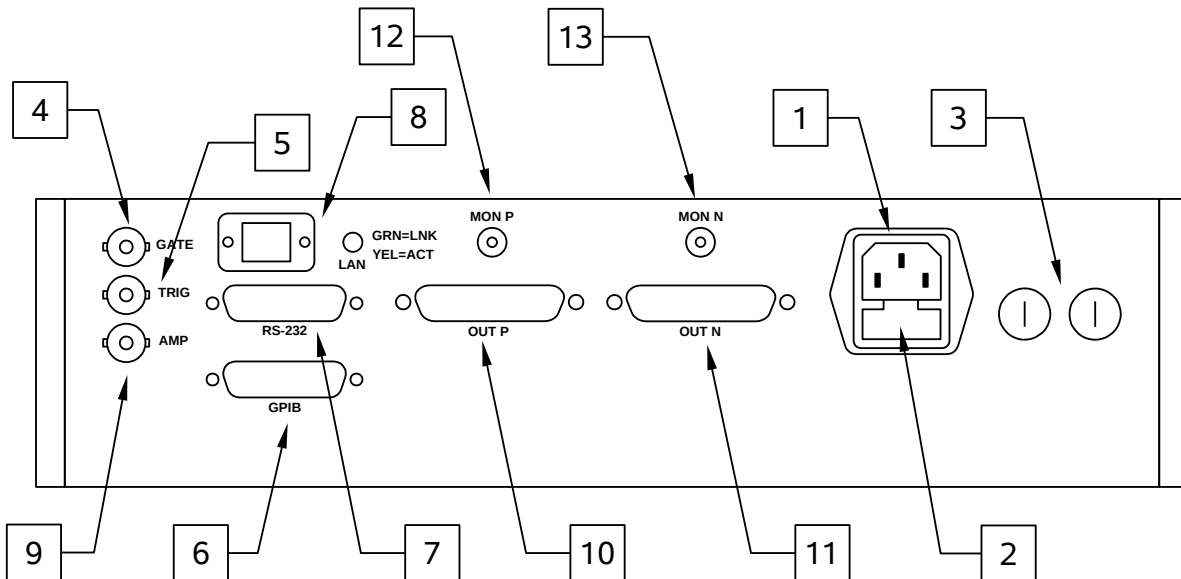 12
13
4
8
1
3
5
MON P
MON N
GRN=LNK
GATE
YEL=ACT
LAN
TRIG
RS-232
OUT P
OUT N
AMP
GPIB
9
6
7
10
11
2